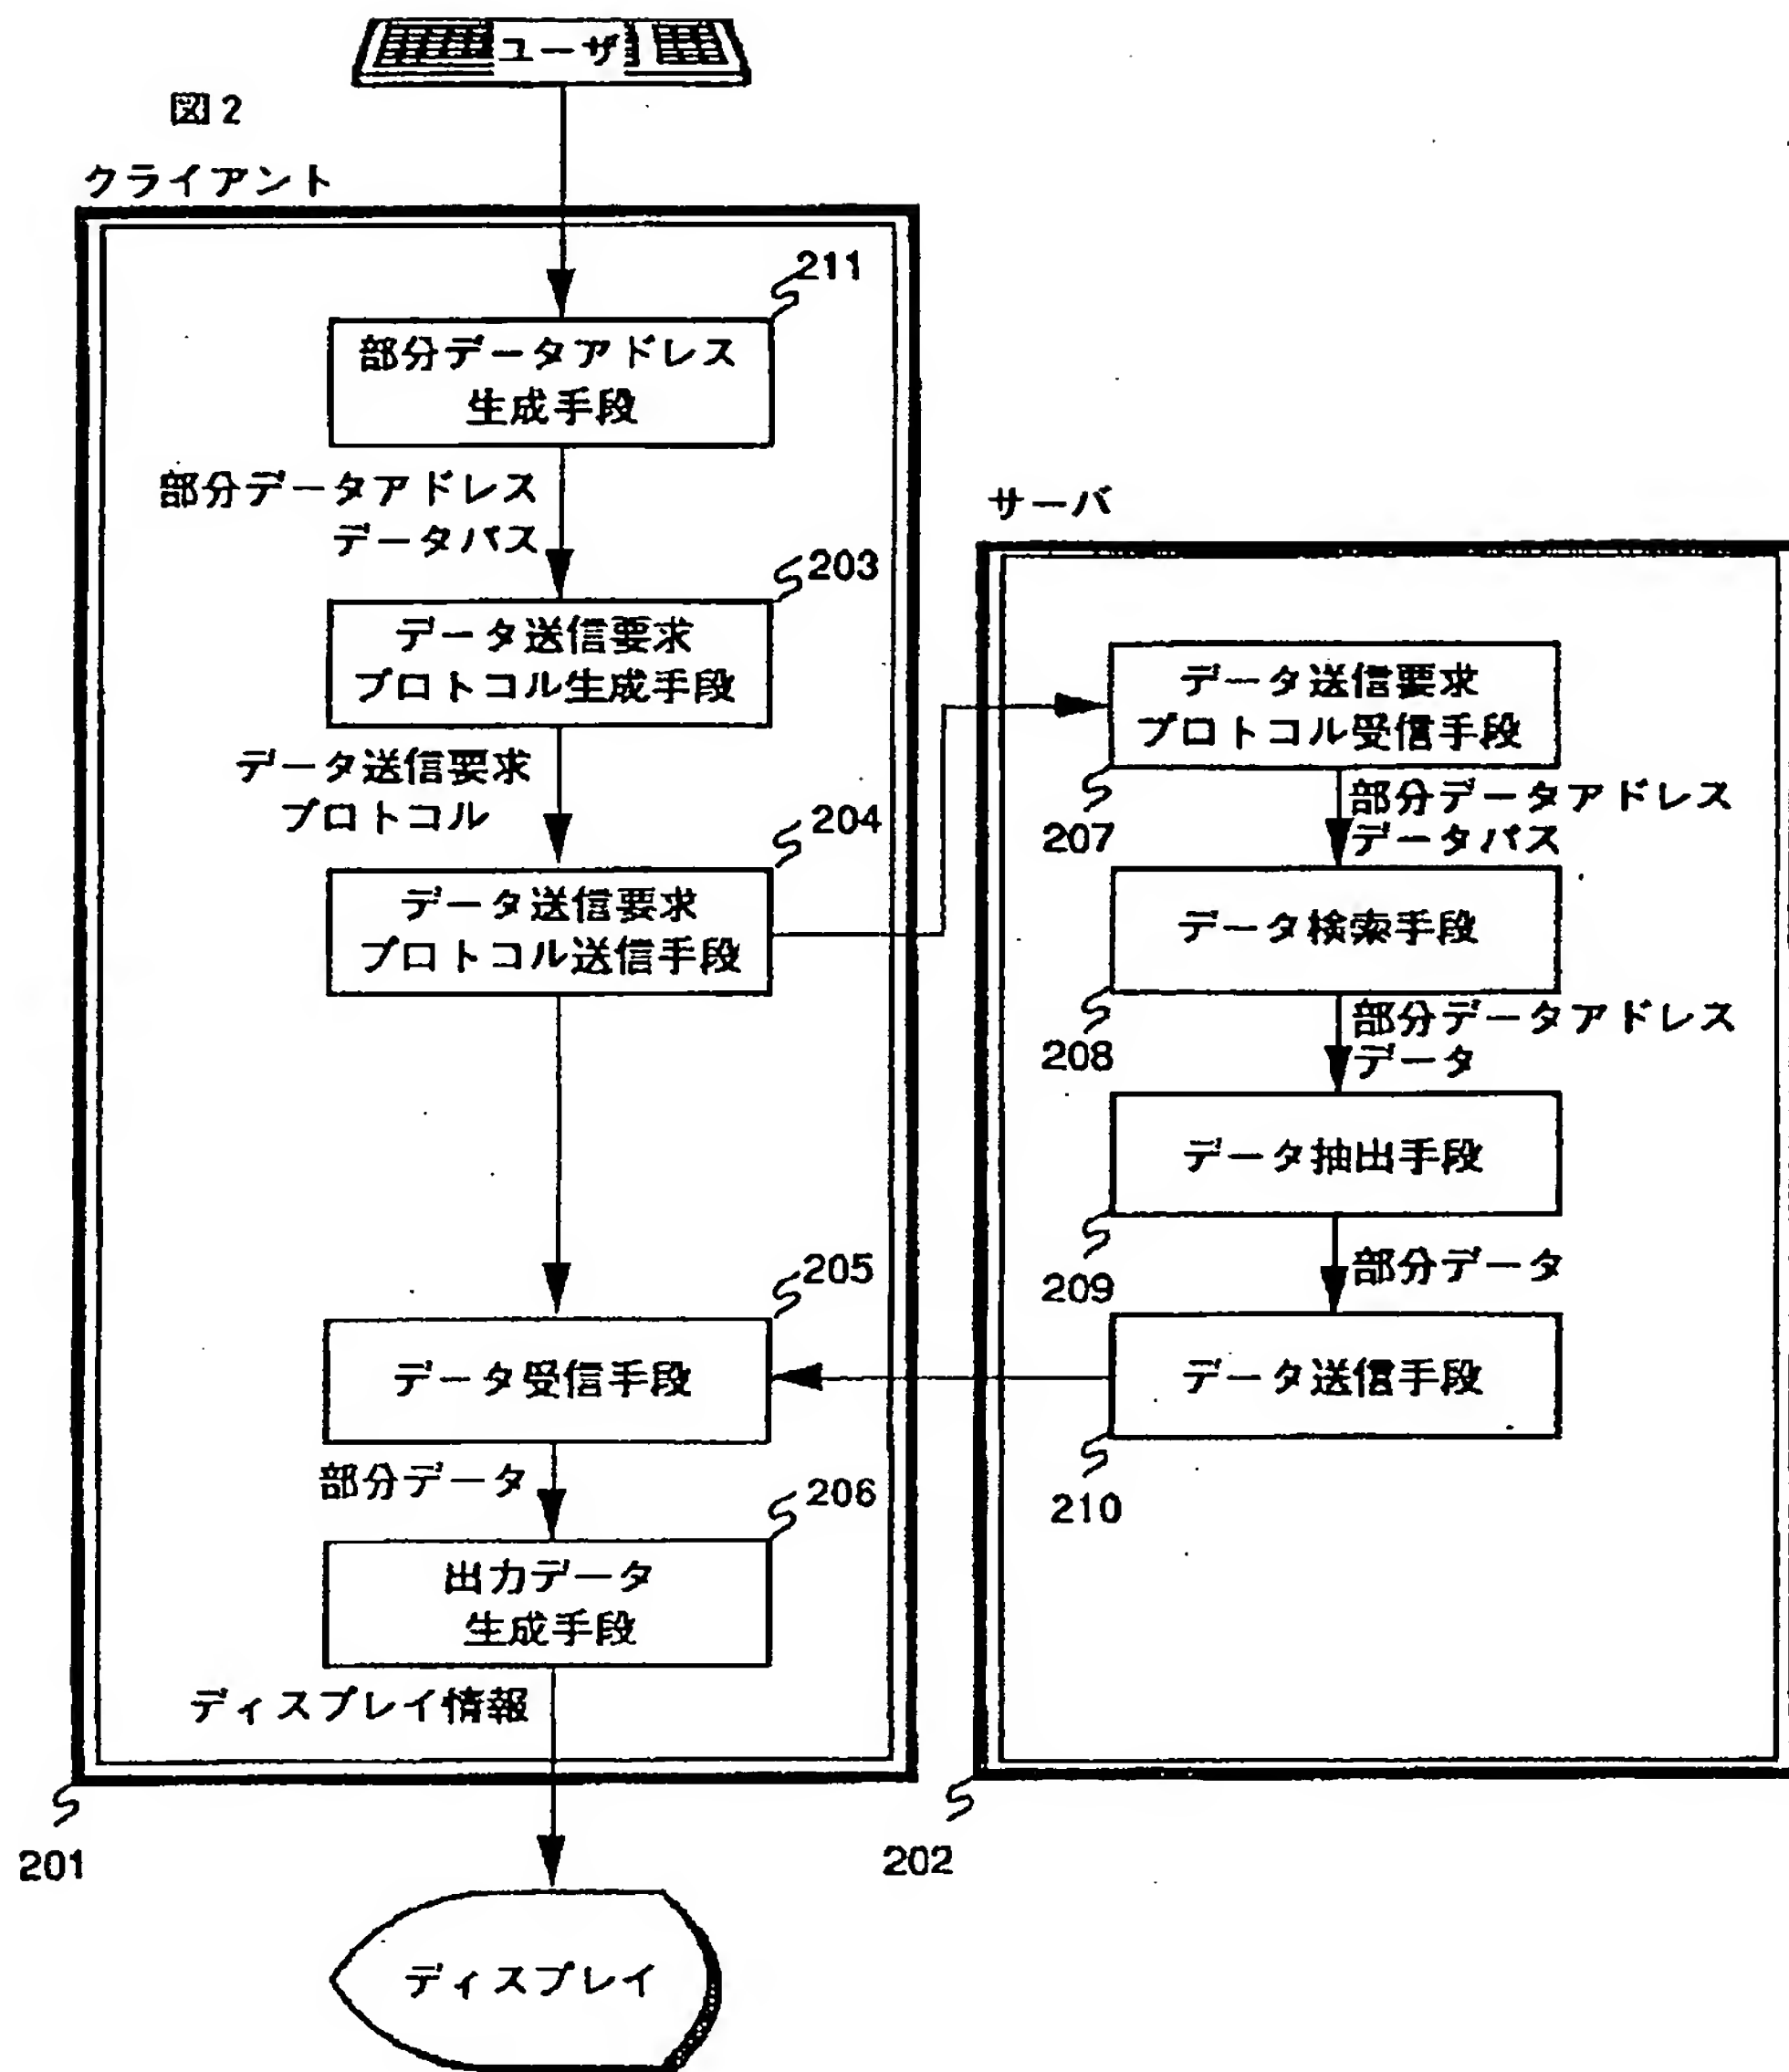 ユーザ
図2
クライアント
211
部分データアドレス
生成手段
部分データアドレス
データパス
203
データ送信要求
プロトコル生成手段
データ送信要求
プロトコル
204
データ送信要求
プロトコル送信手段
205
データ受信手段
部分データ
206
出力データ
生成手段
ディスプレイ情報
201
ディスプレイ
サーバ
データ送信要求
プロトコル受信手段
207
部分データアドレス
データパス
データ検索手段
208
部分データアドレス
データ
データ抽出手段
209
部分データ
データ送信手段
210
202